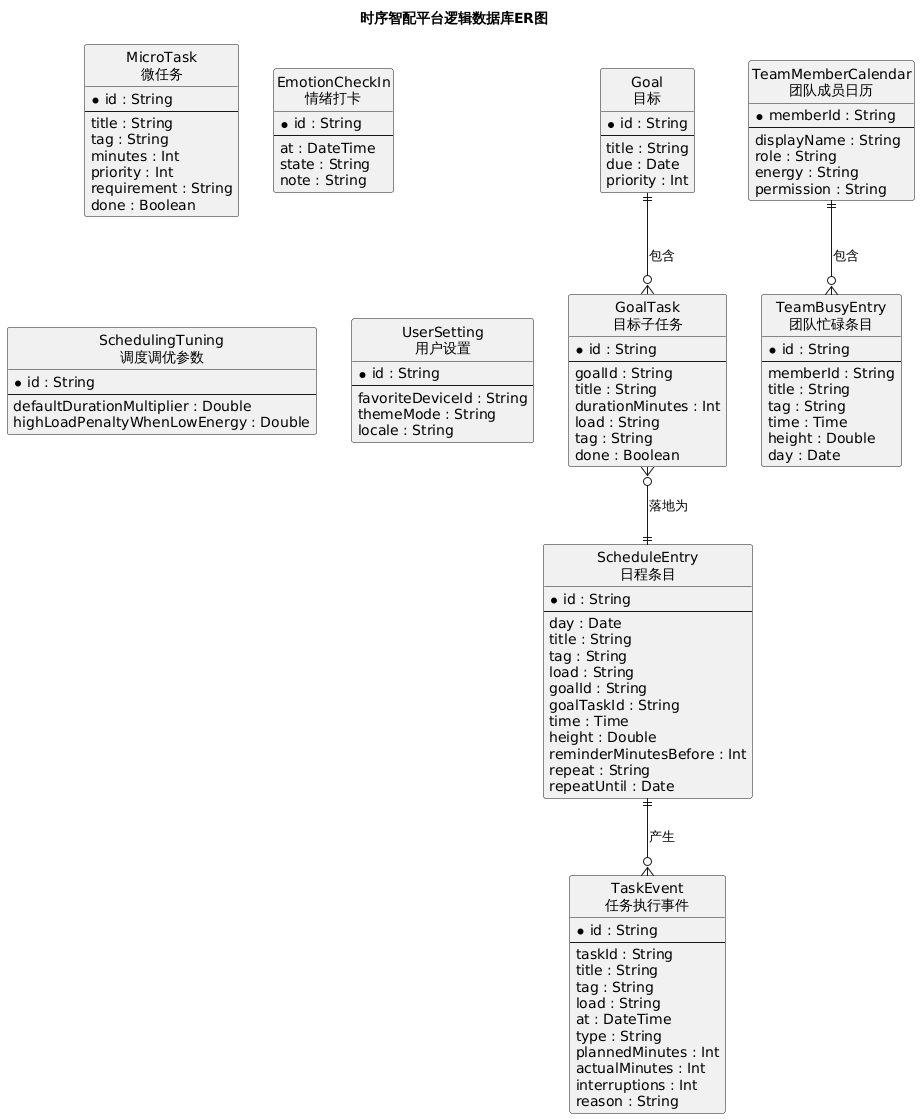 时序智配平台逻辑数据库ER图
MicroTask
微任务
id : String
title : String
tag : String
minutes : Int
priority : Int
requirement : String
done : Boolean
EmotionCheckIn
情绪打卡
id : String
at : DateTime
state : String
note : String
Goal
目标
id : String
title : String
due : Date
priority : Int
TeamMemberCalendar
团队成员日历
memberId : String
displayName : String
role : String
energy : String
permission : String
包含
包含
SchedulingTuning
调度调优参数
id : String
defaultDurationMultiplier : Double
highLoadPenaltyWhenLowEnergy : Double
UserSetting
用户设置
id : String
favoriteDeviceId : String
themeMode : String
locale : String
GoalTask
目标子任务
id : String
goalId : String
title : String
durationMinutes : Int
load : String
tag : String
done : Boolean
TeamBusyEntry
团队忙碌条目
id : String
memberId : String
title : String
tag : String
time : Time
height : Double
day : Date
落地为
ScheduleEntry
日程条目
id : String
day : Date
title : String
tag : String
load : String
goalId : String
goalTaskId : String
time : Time
height : Double
reminderMinutesBefore : Int
repeat : String
repeatUntil : Date
产生
TaskEvent
任务执行事件
id : String
taskId : String
title : String
tag : String
load : String
at : DateTime
type : String
plannedMinutes : Int
actualMinutes : Int
interruptions : Int
reason : String